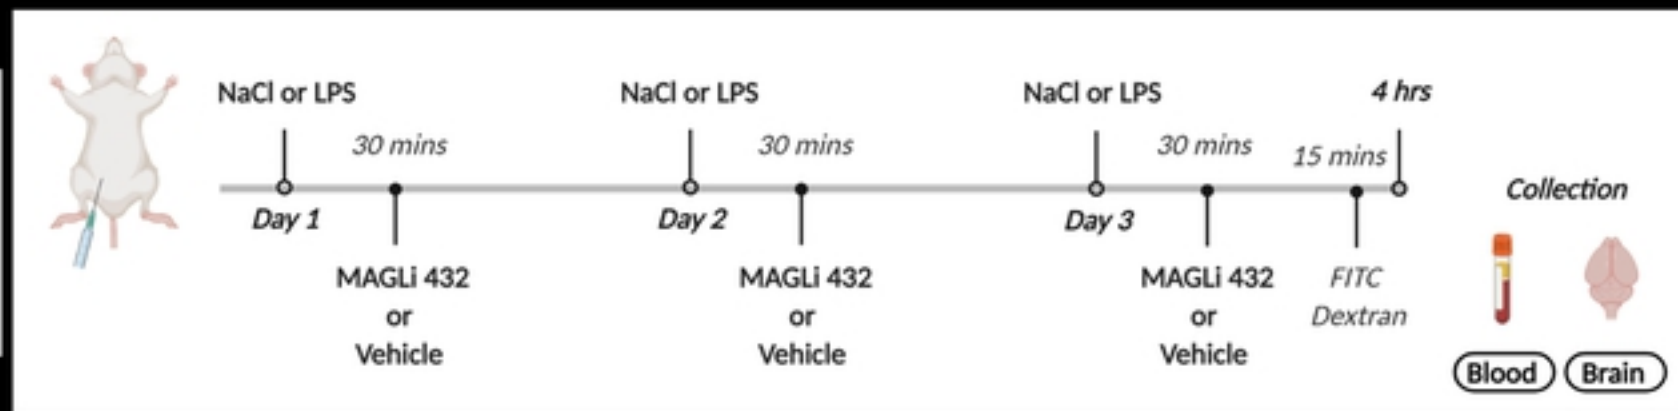 NaCl or LPS
NaCl or LPS
NaCl or LPS
4 hrs
30 mins
30 mins
30 mins
15 mins
Day 1
Day 2
Day 3
Collection
MAGLi 432
or
Vehicle
MAGLi 432
or
Vehicle
MAGLi 432
or
Vehicle
FITC
Dextran
Blood
Brain